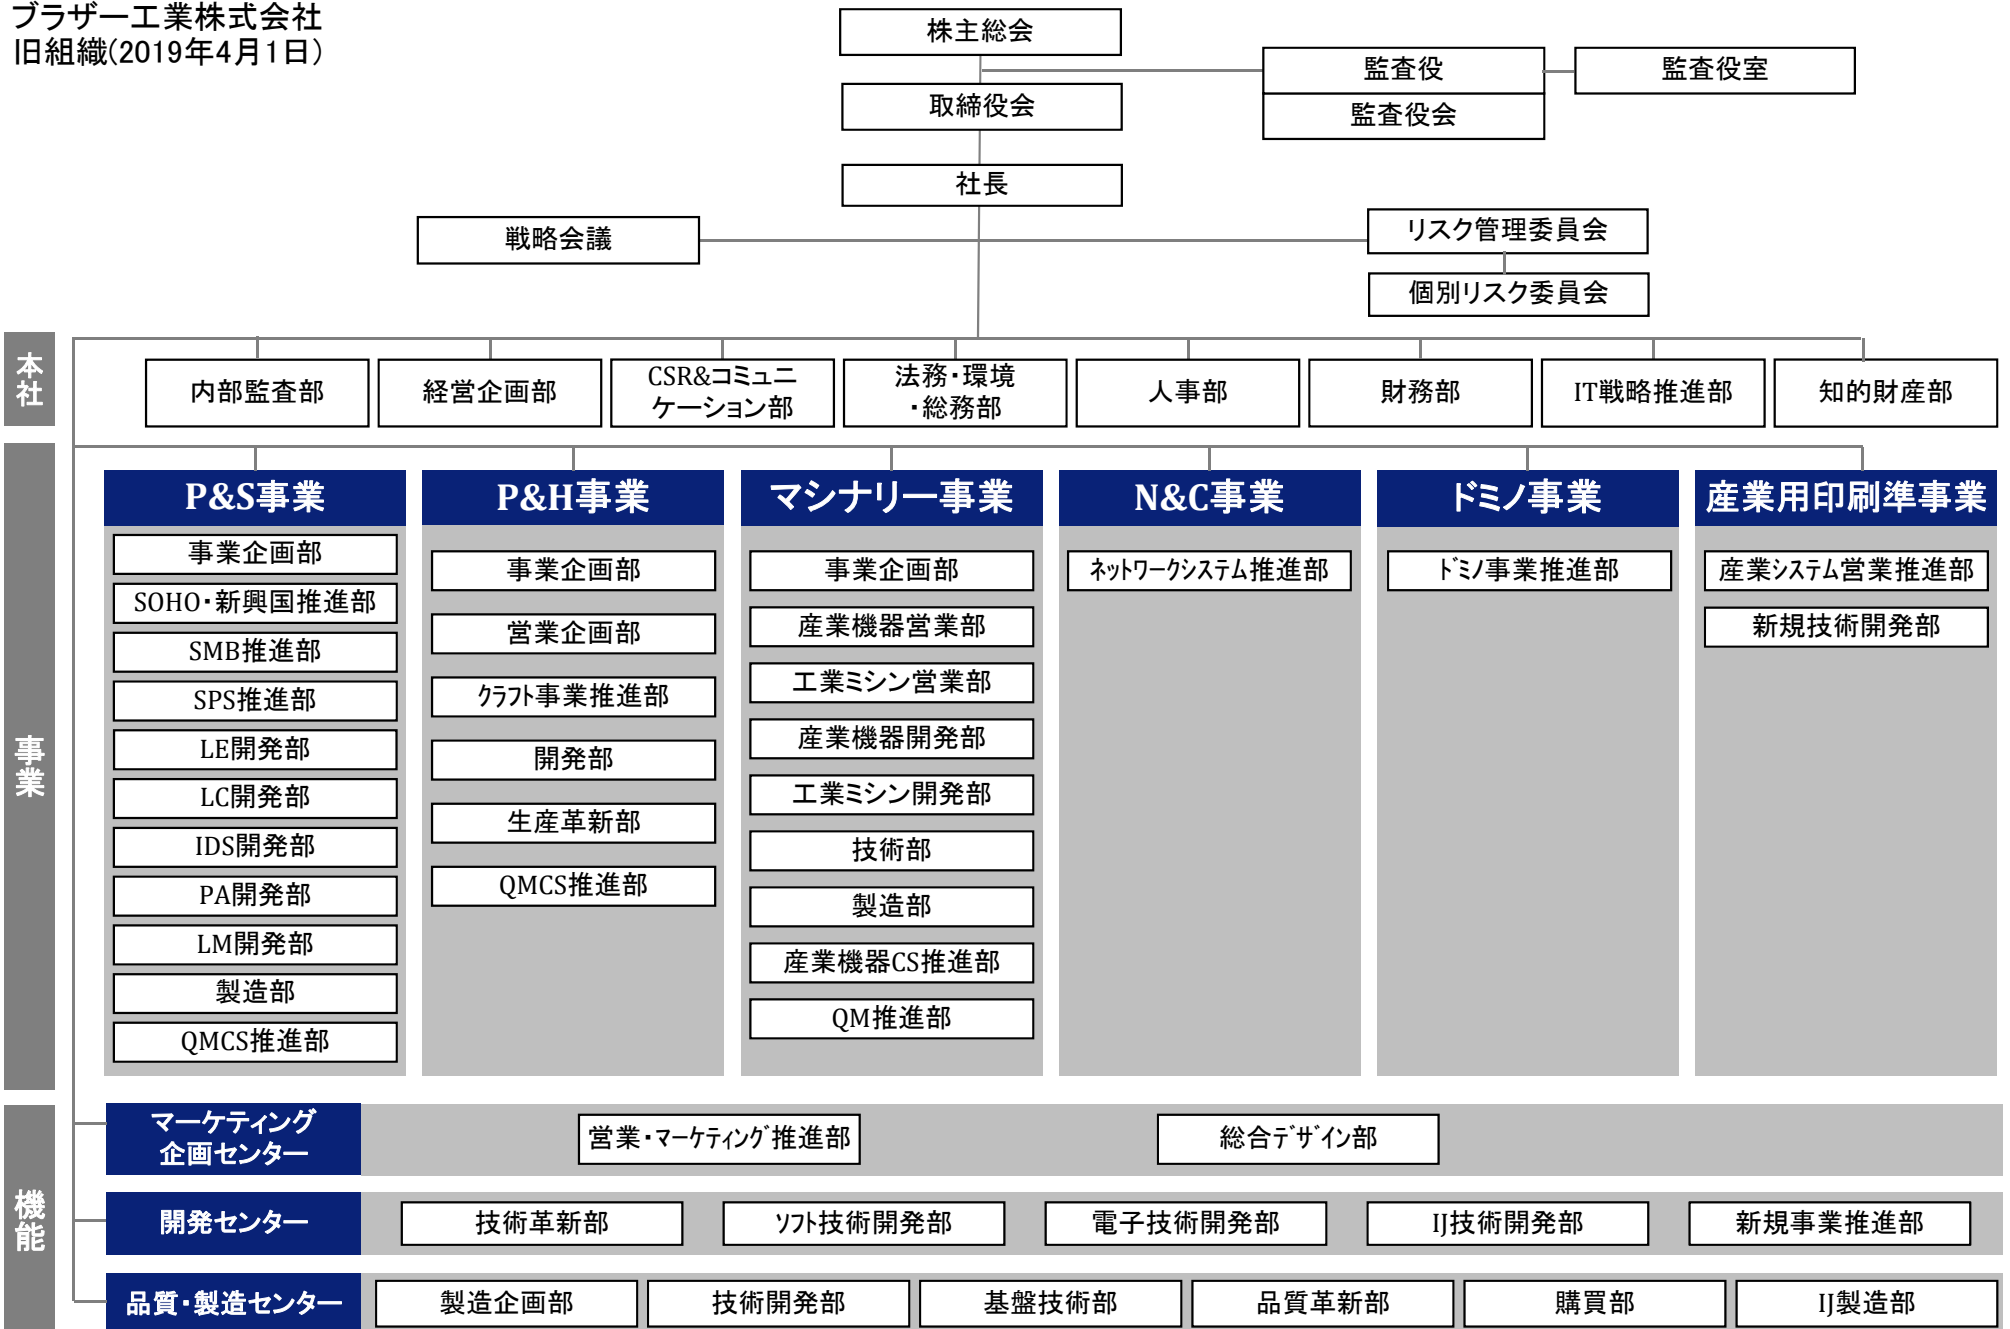 ブラザー工業株式会社
旧組織(2019年4月1日)
株主総会
監査役
監査役室
取締役会
監査役会
社長
戦略会議
リスク管理委員会
個別リスク委員会
本社
内部監査部
経営企画部
CSR&コミュニ
ケーション部
法務・環境
・総務部
人事部
財務部
IT戦略推進部
知的財産部
事業
P&S事業
事業企画部
SOHO・新興国推進部
SMB推進部
SPS推進部
LE開発部
LC開発部
IDS開発部
PA開発部
LM開発部
製造部
QMCS推進部
P&H事業
事業企画部
営業企画部
クラフト事業推進部
開発部
生産革新部
QMCS推進部
マシナリー事業
事業企画部
産業機器営業部
工業ミシン営業部
産業機器開発部
工業ミシン開発部
技術部
製造部
産業機器CS推進部
QM推進部
N&C事業
ネットワークシステム推進部
ドミノ事業
ドミノ事業推進部
産業用印刷準事業
産業システム営業推進部
新規技術開発部
機能
マーケティング
企画センター
営業・マーケティング推進部
総合デザイン部
開発センター
技術革新部
ソフト技術開発部
電子技術開発部
IJ技術開発部
新規事業推進部
品質・製造センター
製造企画部
技術開発部
基盤技術部
品質革新部
購買部
IJ製造部